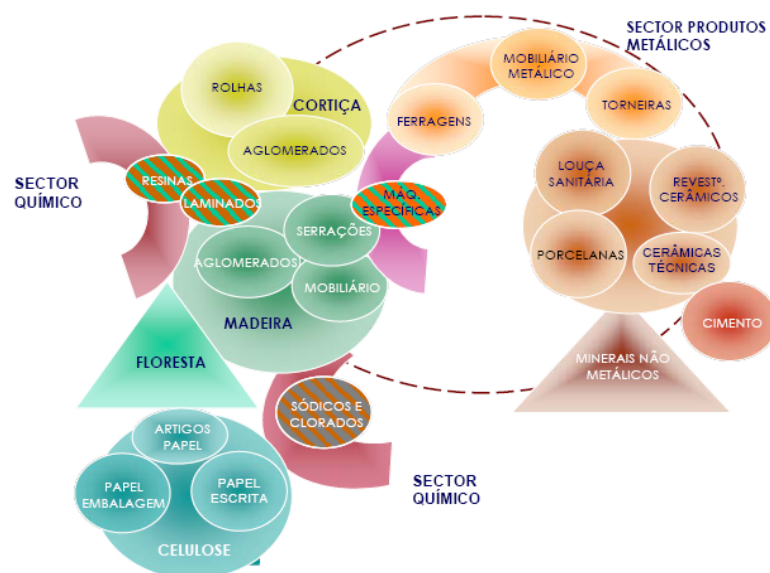 SECTOR PRODUTOS
METÁLICOS
MOBILIÁRIO
METÁLICO
ROLHAS
CORTIÇA
FERRAGENS
TORNEIRAS
AGLOMERADOS
SECTOR
QUÍMICO
RESINAS
LAMINADOS
MÁQ.
ESPECÍFICAS
LOUÇA
SANITÁRIA
REVESTº.
CERÂMICOS
SERRAÇÕES
AGLOMERADOS
MOBILIÁRIO
PORCELANAS
CERÂMICAS
TÉCNICAS
MADEIRA
CIMENTO
FLORESTA
MINERAIS NÃO
METÁLICOS
SÓDICOS E
CLORADOS
ARTIGOS
PAPEL
PAPEL
EMBALAGEM
PAPEL
ESCRITA
SECTOR
QUÍMICO
CELULOSE